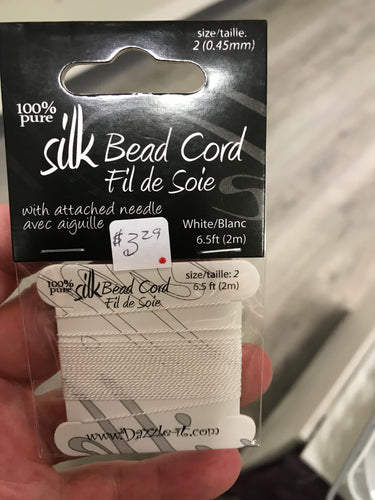 size/taille:
2 (0.45mm)
100%
pure
silk Bead Cord
Fil de Soie
with attached needle
avec aiguille
White/Blanc
6.5ft (2m)
$3.29
100%
pure
silk Bead Cord
Fil de Soie
size/taille: 2
6.5 ft (2m)
www.Dazzle-it.com